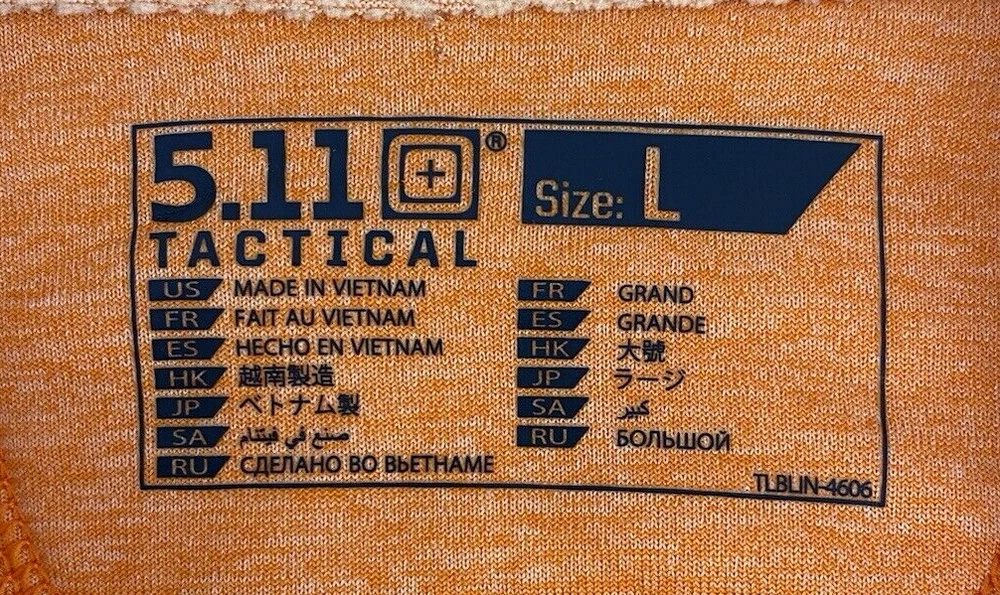 5.11 ®
TACTICAL
Size: L
US MADE IN VIETNAM
FR FAIT AU VIETNAM
ES HECHO EN VIETNAM
HK 越南製造
JP ベトナム製
SA صنع في فيتنام
RU СДЕЛАНО ВО ВЬЕТНАМЕ
FR GRAND
ES GRANDE
HK 大號
JP ラージ
SA كبير
RU БОЛЬШОЙ
TLBLIN-4606